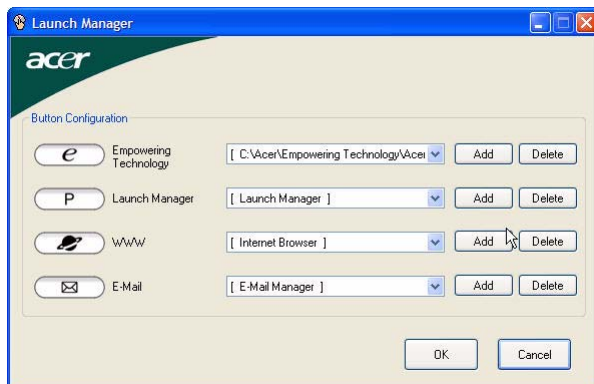 Launch Manager
acer
Button Configuration
e Empowering Technology [ C:\Acer\Empowering Technology\Acer Add Delete
P Launch Manager [ Launch Manager ] Add Delete
WWW [ Internet Browser ] Add Delete
E-Mail [ E-Mail Manager ] Add Delete
OK Cancel